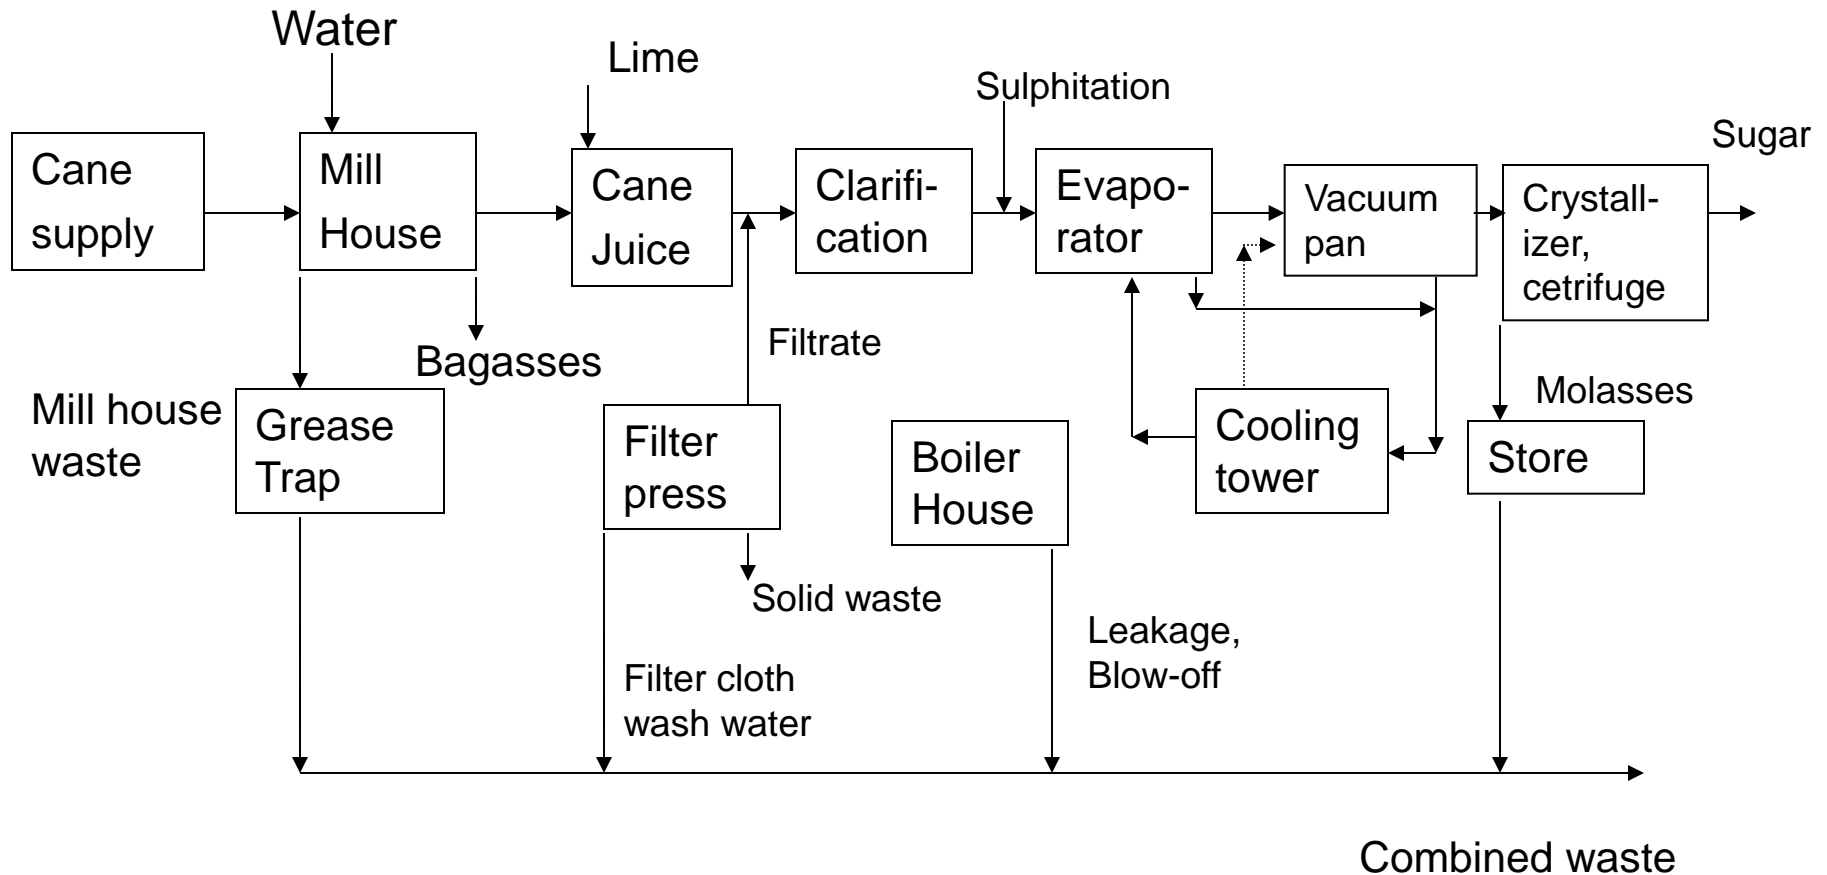 Water
Lime
Sulphitation
Sugar
Cane
supply
Mill
House
Cane
Juice
Clarifi-
cation
Evapo-
rator
Vacuum
pan
Crystall-
izer,
cetrifuge
Bagasses
Filtrate
Molasses
Mill house
waste
Grease
Trap
Filter
press
Boiler
House
Cooling
tower
Store
Solid waste
Leakage,
Blow-off
Filter cloth
wash water
Combined waste